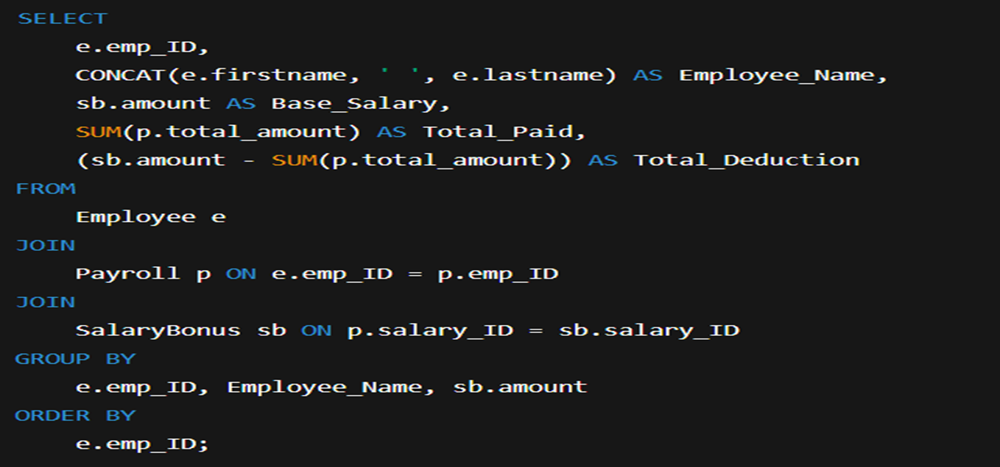 SELECT
e.emp_ID,
CONCAT(e.firstname, ' ', e.lastname) AS Employee_Name,
sb.amount AS Base_Salary,
SUM(p.total_amount) AS Total_Paid,
(sb.amount - SUM(p.total_amount)) AS Total_Deduction
FROM
Employee e
JOIN
Payroll p ON e.emp_ID = p.emp_ID
JOIN
SalaryBonus sb ON p.salary_ID = sb.salary_ID
GROUP BY
e.emp_ID, Employee_Name, sb.amount
ORDER BY
e.emp_ID;